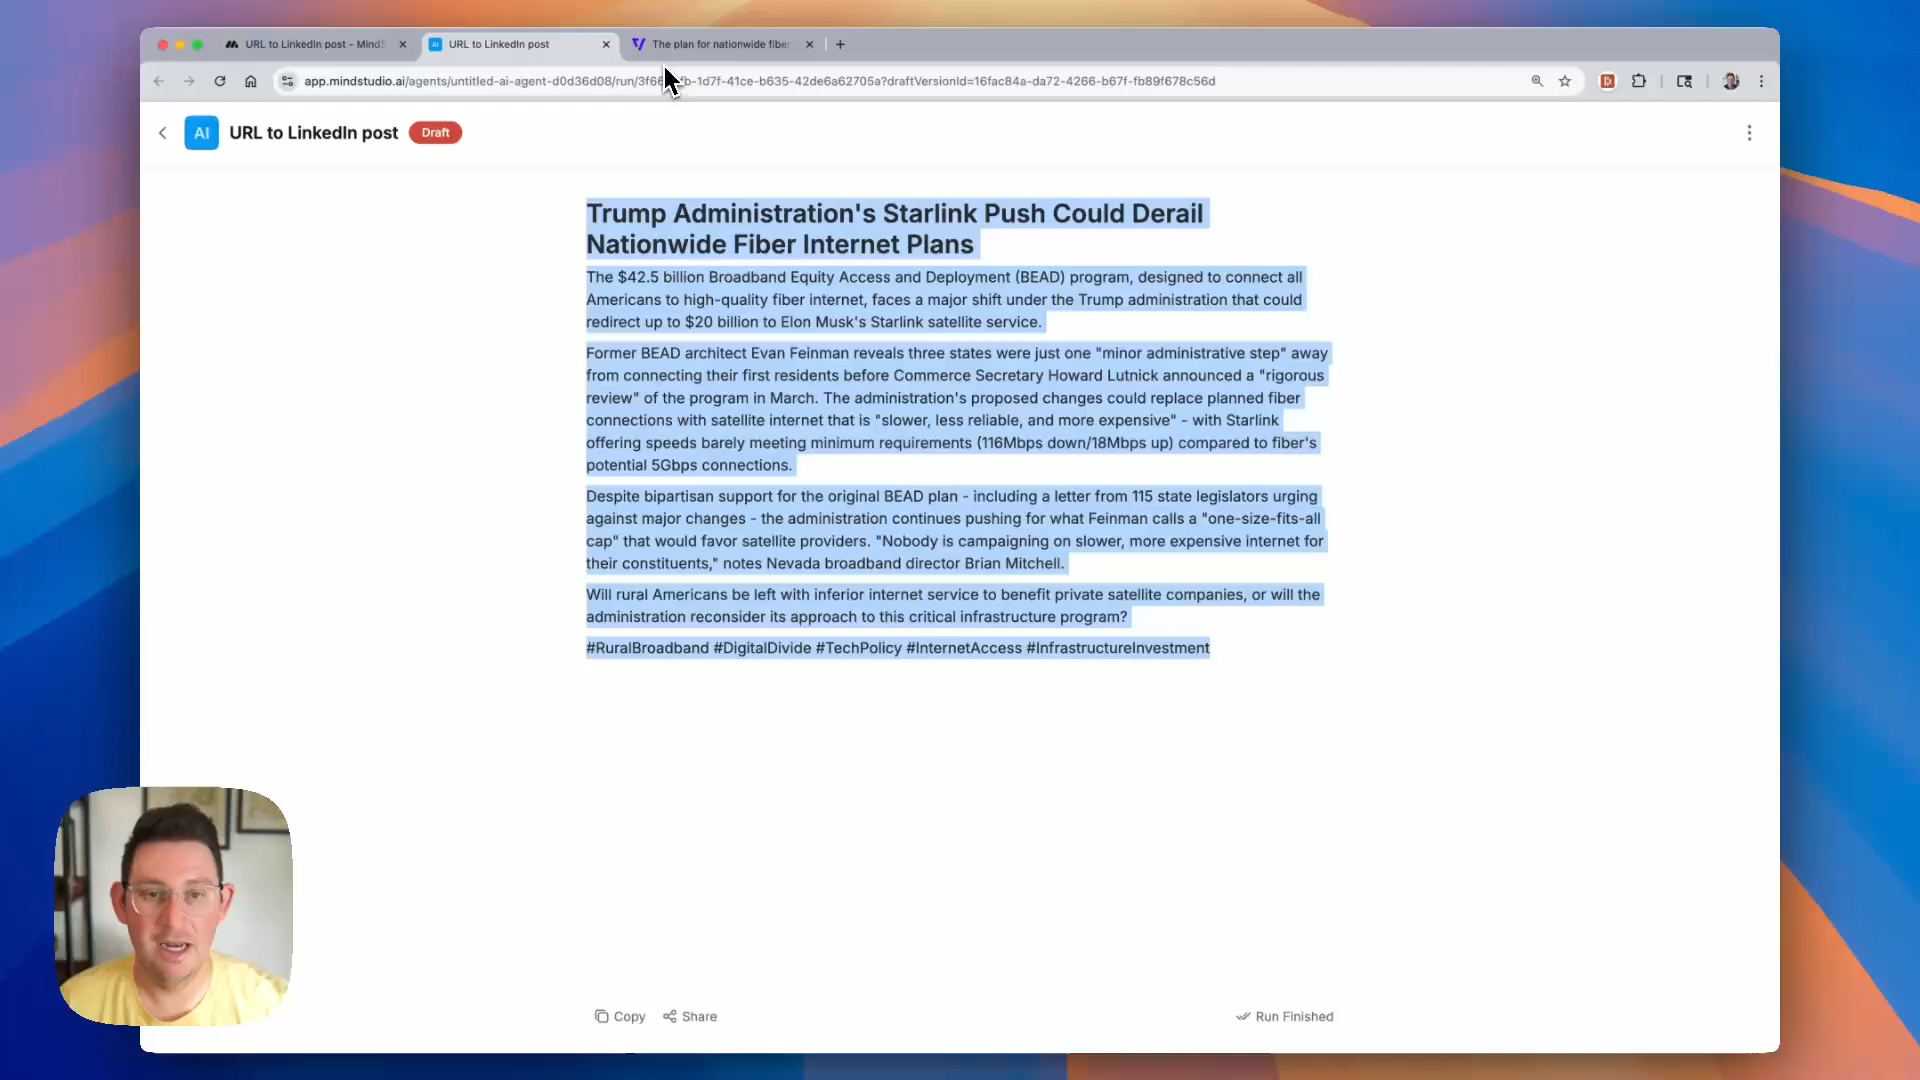 URL to LinkedIn post - MindS
URL to LinkedIn post
The plan for nationwide fibe
app.mindstudio.ai/agents/untitled-ai-agent-d0d36d08/run/3f66
b-1d7f-41ce-b635-42de6a62705a?draftVersionId=16fac84a-da72-4266-b67f-fb89f678c56d
AI
URL to LinkedIn post
Draft
Trump Administration's Starlink Push Could Derail
Nationwide Fiber Internet Plans
The $42.5 billion Broadband Equity Access and Deployment (BEAD) program, designed to connect all
Americans to high-quality fiber internet, faces a major shift under the Trump administration that could
redirect up to $20 billion to Elon Musk's Starlink satellite service.
Former BEAD architect Evan Feinman reveals three states were just one "minor administrative step" away
from connecting their first residents before Commerce Secretary Howard Lutnick announced a "rigorous
review" of the program in March. The administration's proposed changes could replace planned fiber
connections with satellite internet that is "slower, less reliable, and more expensive" - with Starlink
offering speeds barely meeting minimum requirements (116Mbps down/18Mbps up) compared to fiber's
potential 5Gbps connections.
Despite bipartisan support for the original BEAD plan - including a letter from 115 state legislators urging
against major changes - the administration continues pushing for what Feinman calls a "one-size-fits-all
cap" that would favor satellite providers. "Nobody is campaigning on slower, more expensive internet for
their constituents," notes Nevada broadband director Brian Mitchell.
Will rural Americans be left with inferior internet service to benefit private satellite companies, or will the
administration reconsider its approach to this critical infrastructure program?
#RuralBroadband #DigitalDivide #TechPolicy #InternetAccess #InfrastructureInvestment
Copy
Share
Run Finished